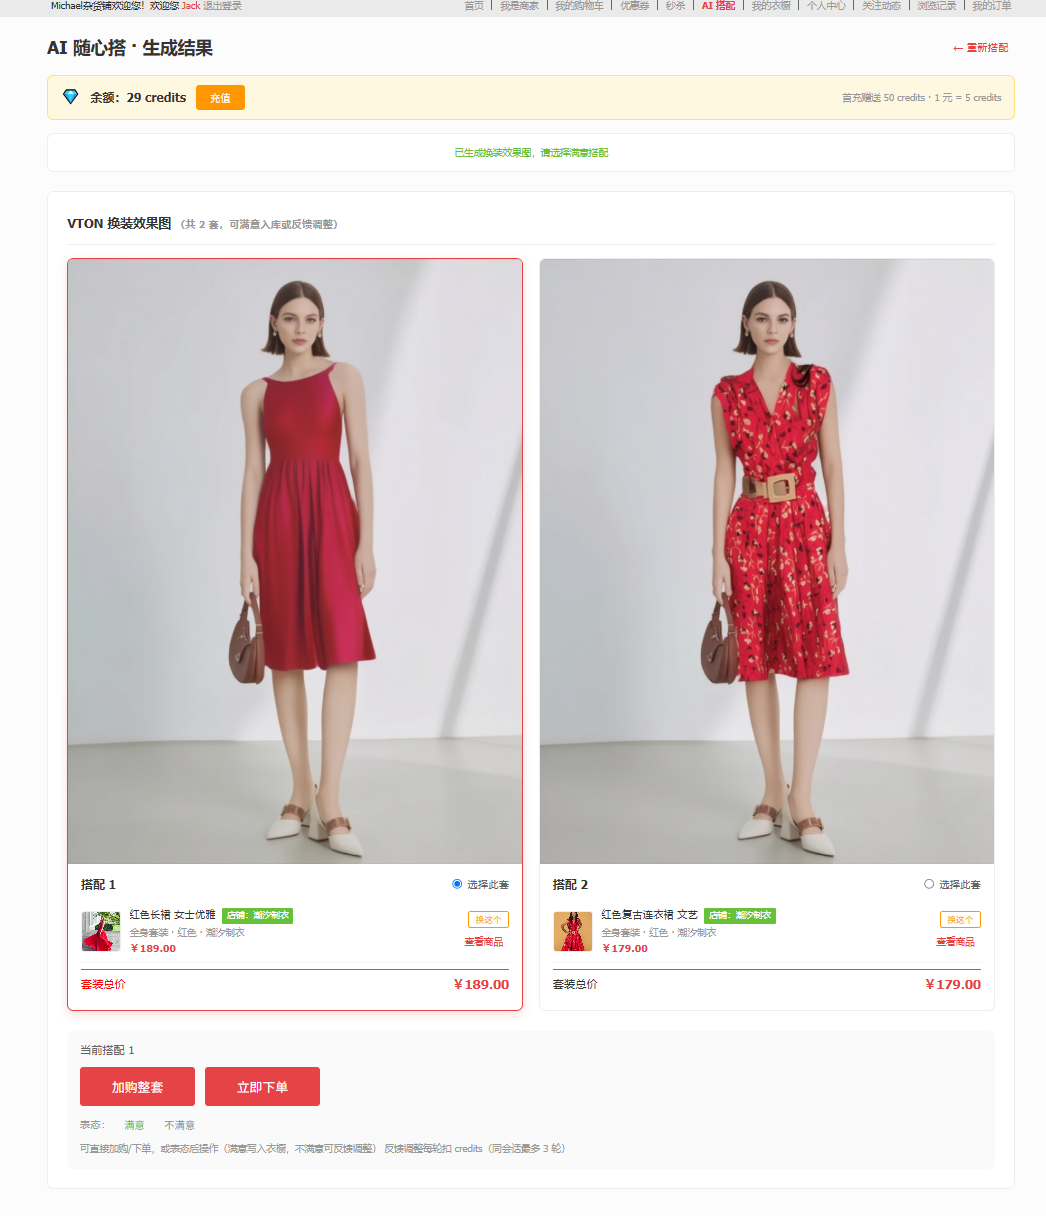 Michael杂货铺欢迎您！欢迎您 Jack 退出登录
首页 | 我是商家 | 我的购物车 | 优惠券 | 秒杀 | AI 搭配 | 我的衣橱 | 个人中心 | 关注动态 | 浏览记录 | 我的订单
AI 随心搭 · 生成结果
← 重新搭配
余额：29 credits 充值
首充赠送 50 credits · 1 元 = 5 credits
已生成换装效果图，请选择满意搭配
VTON 换装效果图 （共 2 套，可满意入库或反馈调整）
搭配 1 选择此套
红色长裙 女士优雅 店铺：潮汐制衣 换这个
全身套装 · 红色 · 潮汐制衣
查看商品
￥189.00
套装总价 ￥189.00
搭配 2 选择此套
红色复古连衣裙 文艺 店铺：潮汐制衣 换这个
全身套装 · 红色 · 潮汐制衣
查看商品
￥179.00
套装总价 ￥179.00
当前搭配 1
加购整套 立即下单
表态： 满意 不满意
可直接加购/下单，或表态后操作（满意写入衣橱，不满意可反馈调整） 反馈调整每轮扣 credits（同会话最多 3 轮）